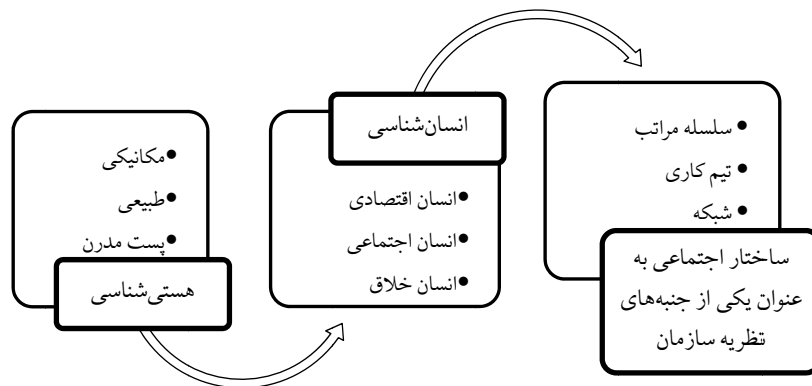 •مکانیکی
•طبیعی
•پست مدرن
هستی‌شناسی
انسان‌شناسی
•انسان اقتصادی
•انسان اجتماعی
•انسان خلاق
• سلسله مراتب
• تیم کاری
• شبکه
ساختار اجتماعی به
عنوان یکی از جنبه‌های
نظریه سازمان